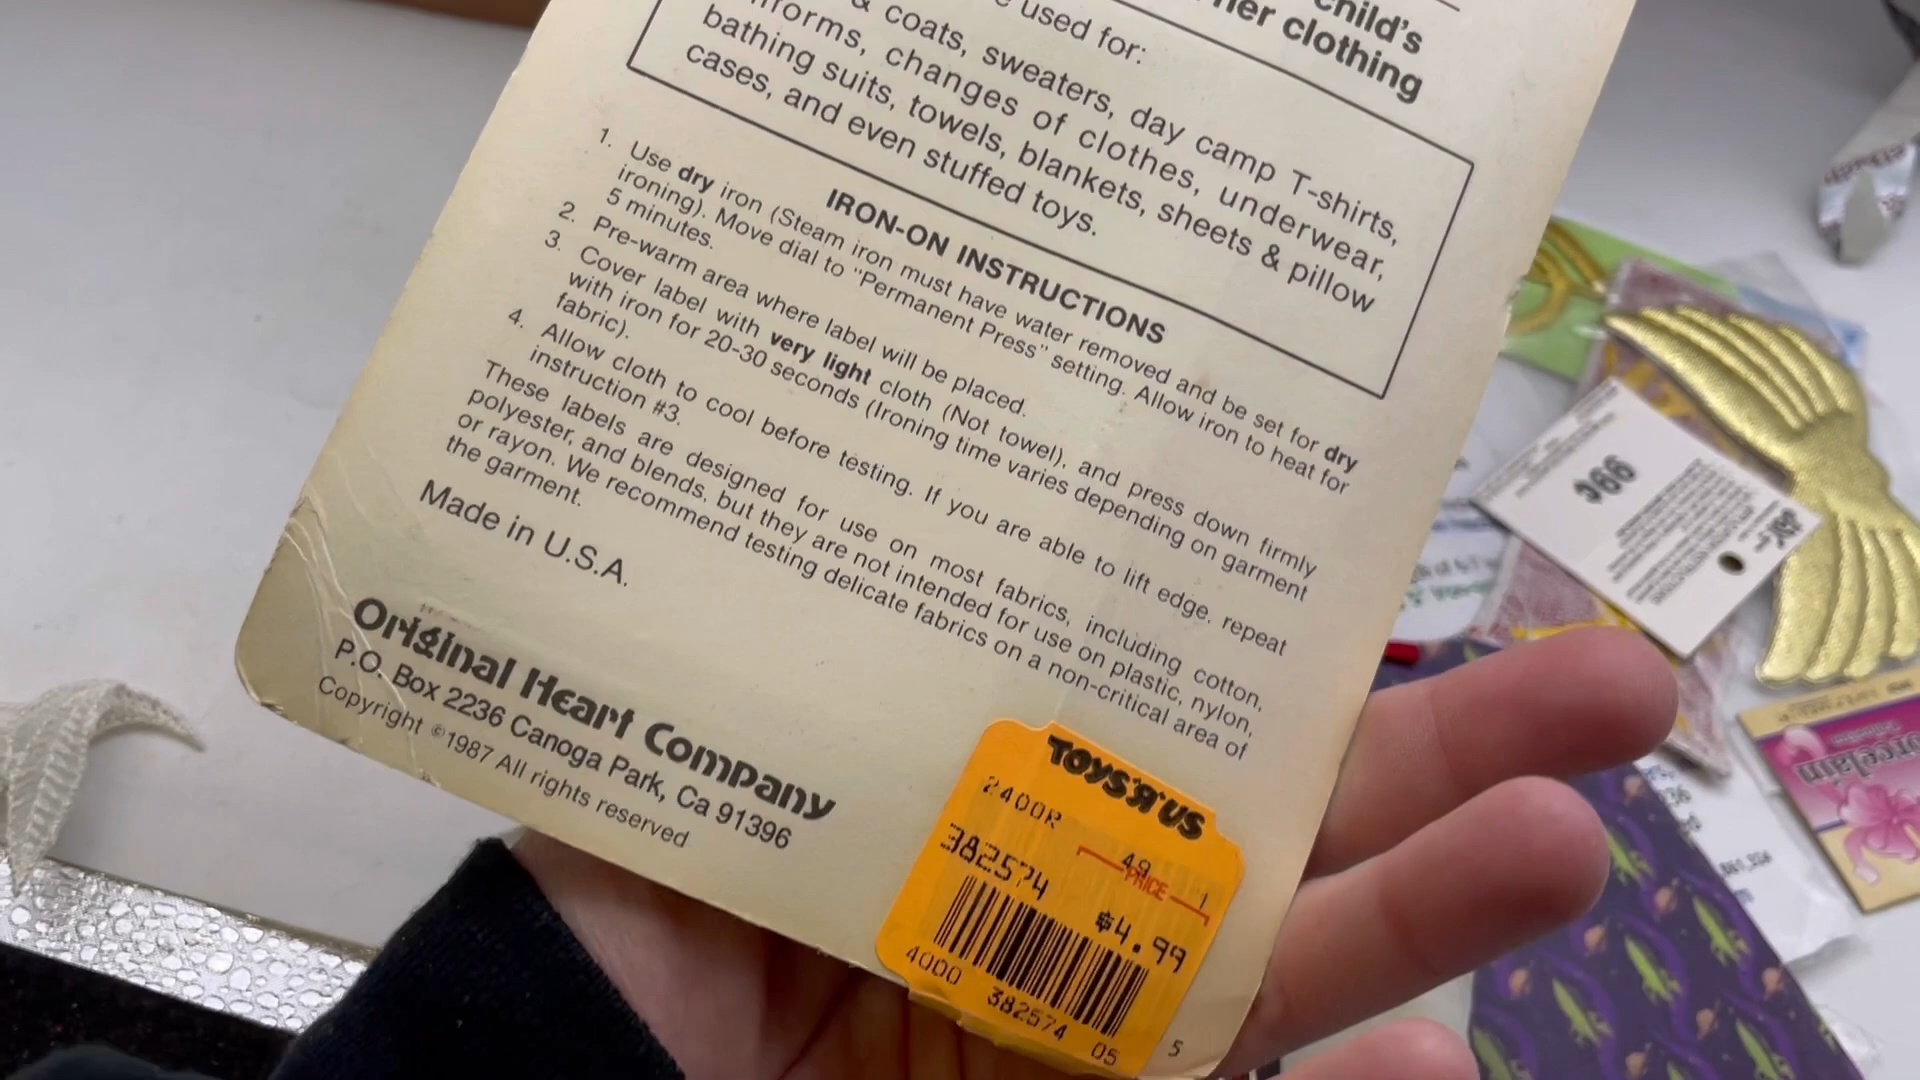 child's
her clothing
used for:
& coats, sweaters, day camp T-shirts,
changes of clothes, underwear,
bathing suits, towels, blankets, sheets & pillow
cases, and even stuffed toys.
IRON-ON INSTRUCTIONS
1. Use dry iron (Steam iron must have water removed and be set for dry
ironing). Move dial to "Permanent Press" setting. Allow iron to heat for
5 minutes.
2. Pre-warm area where label will be placed.
3. Cover label with very light cloth (Not towel), and press down firmly
with iron for 20-30 seconds (Ironing time varies depending on garment
fabric).
4. Allow cloth to cool before testing. If you are able to lift edge, repeat
instruction #3.
These labels are designed for use on most fabrics, including cotton,
polyester, and blends, but they are not intended for use on plastic, nylon,
or rayon. We recommend testing delicate fabrics on a non-critical area of
the garment.
Made in U.S.A.
Original Heart Company
P.O. Box 2236 Canoga Park, Ca 91396
Copyright ©1987 All rights reserved
TOYS"R"US
2400R
49 1
382574
PRICE
$4.99
4000 382574 05
5
99¢